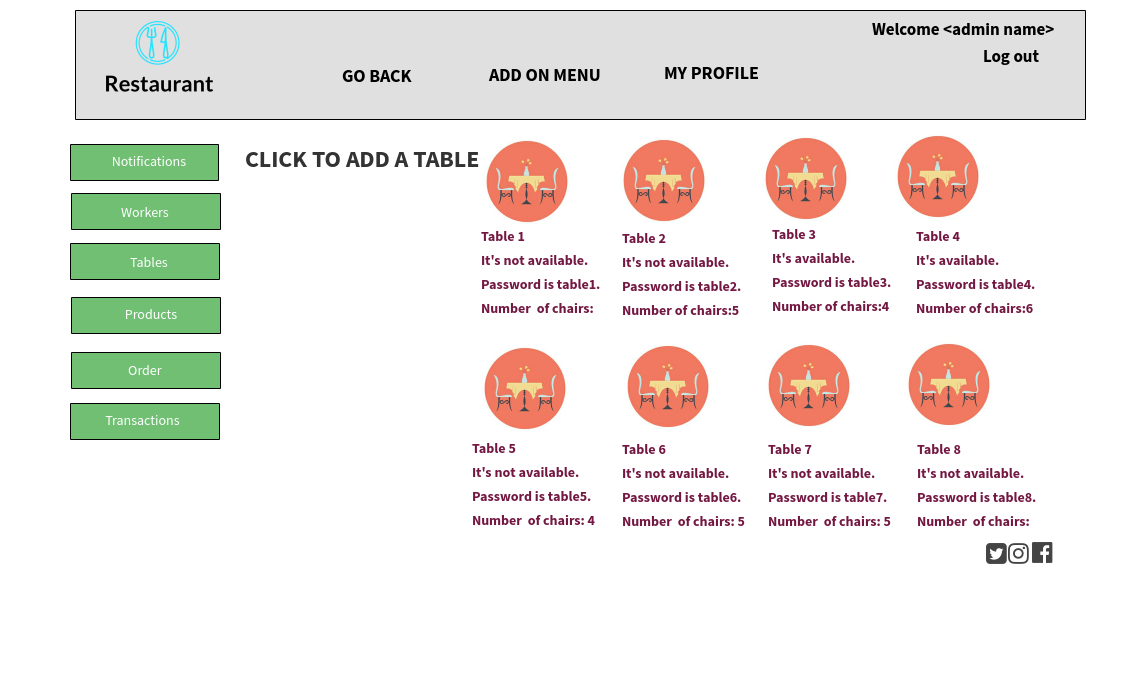 Welcome <admin name>
Log out
Restaurant
GO BACK
ADD ON MENU
MY PROFILE
Notifications
Workers
Tables
Products
Order
Transactions
CLICK TO ADD A TABLE
Table 1
It's not available.
Password is table1.
Number  of chairs:
Table 2
It's not available.
Password is table2.
Number of chairs:5
Table 3
It's available.
Password is table3.
Number of chairs:4
Table 4
It's available.
Password is table4.
Number of chairs:6
Table 5
It's not available.
Password is table5.
Number  of chairs: 4
Table 6
It's not available.
Password is table6.
Number  of chairs: 5
Table 7
It's not available.
Password is table7.
Number  of chairs: 5
Table 8
It's not available.
Password is table8.
Number  of chairs: